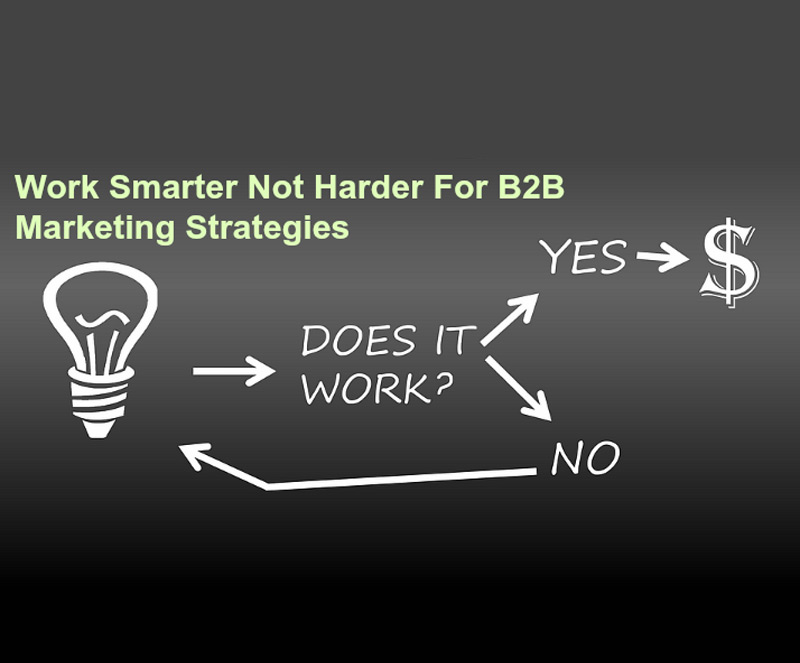 Work Smarter Not Harder For B2B
Marketing Strategies
YES
$
DOES IT
WORK?
NO